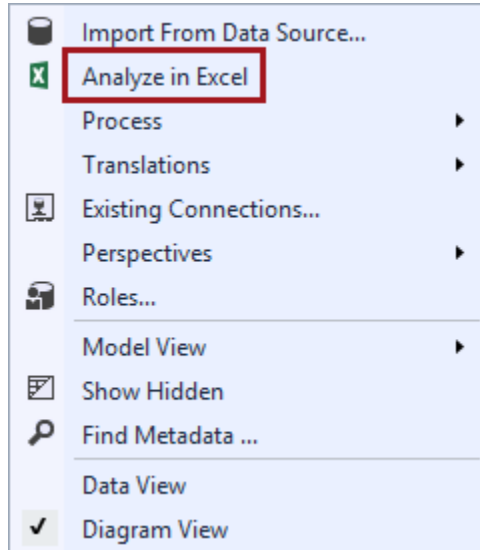 Import From Data Source...
Analyze in Excel
Process
Translations
Existing Connections...
Perspectives
Roles...
Model View
Show Hidden
Find Metadata ...
Data View
Diagram View